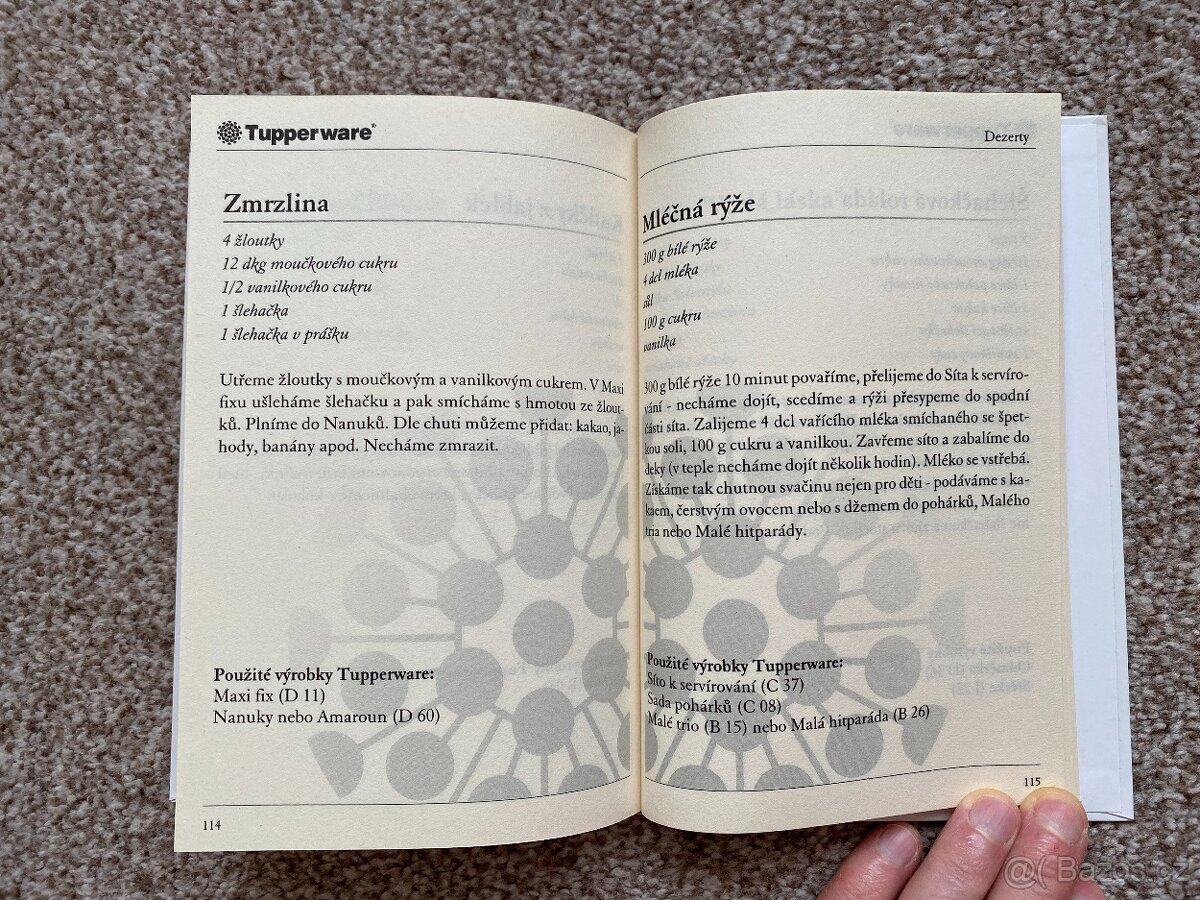 Tupperware®
Zmrzlina
4 žloutky
12 dkg moučkového cukru
1/2 vanilkového cukru
1 šlehačka
1 šlehačka v prášku
Utřeme žloutky s moučkovým a vanilkovým cukrem. V Maxi
fixu ušleháme šlehačku a pak smícháme s hmotou ze žlout-
ků. Plníme do Nanuků. Dle chuti můžeme přidat: kakao, ja-
hody, banány apod. Necháme zmrazit.
Použité výrobky Tupperware:
Maxi fix (D 11)
Nanuky nebo Amaroun (D 60)
114
Dezerty
Mléčná rýže
300 g bílé rýže
4 dcl mléka
sůl
100 g cukru
vanilka
300 g bílé rýže 10 minut povaříme, přelijeme do Síta k servíro-
vání - necháme dojít, scedíme a rýži přesypeme do spodní
části síta. Zalijeme 4 dcl vařícího mléka smíchaného se špet-
kou soli, 100 g cukru a vanilkou. Zavřeme síto a zabalíme do
deky (v teple necháme dojít několik hodin). Mléko se vstřebá.
Získáme tak chutnou svačinu nejen pro děti - podáváme s ka-
kaem, čerstvým ovocem nebo s džemem do pohárků, Malého
tria nebo Malé hitparády.
Použité výrobky Tupperware:
Síto k servírování (C 37)
Sada pohárků (C 08)
Malé trio (B 15) nebo Malá hitparáda (B 26)
115
Bazos.cz